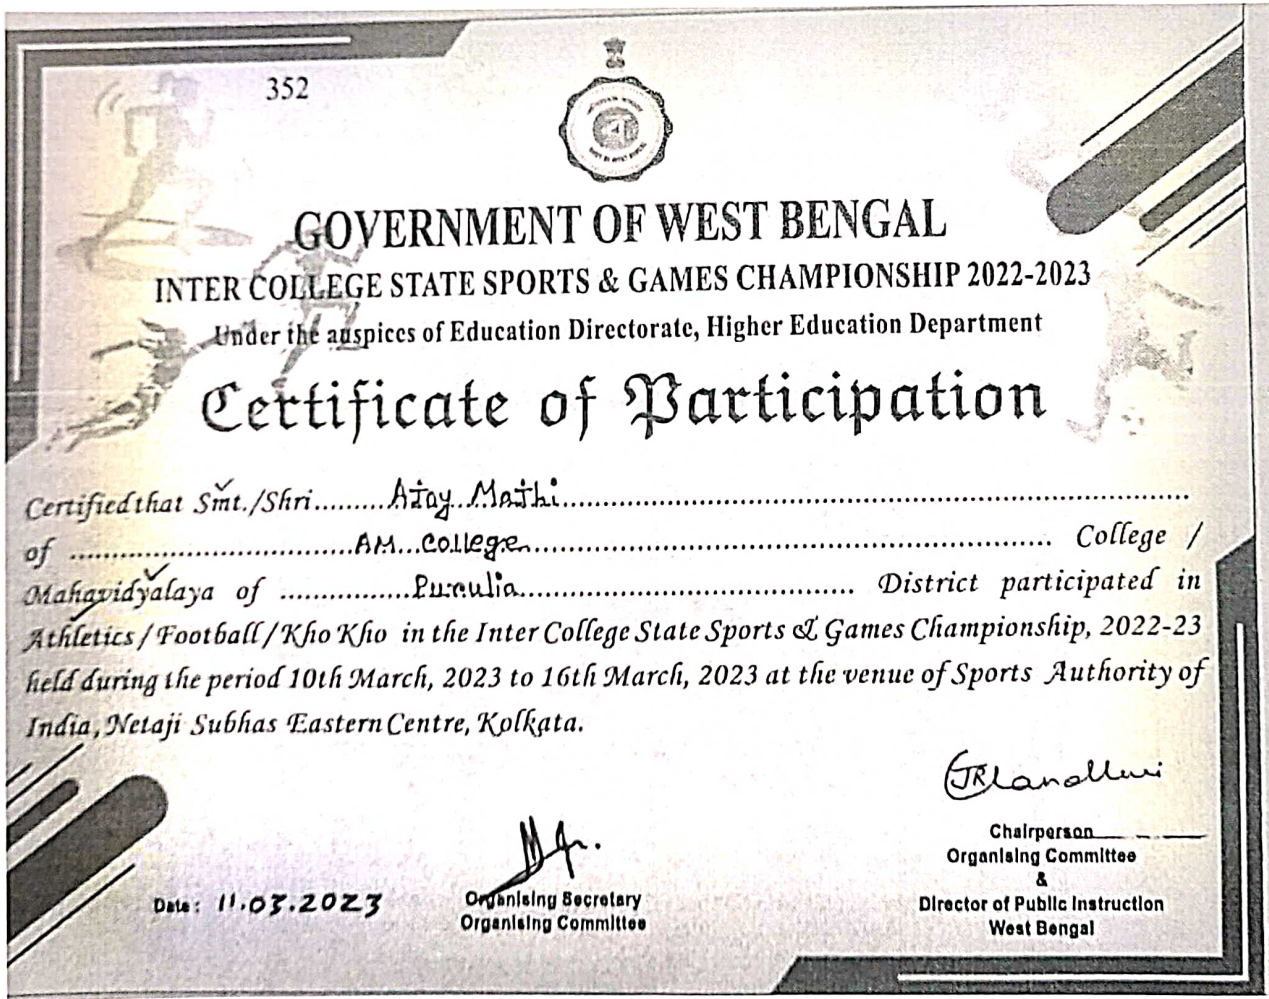 352
GOVERNMENT OF WEST BENGAL
INTER COLLEGE STATE SPORTS & GAMES CHAMPIONSHIP 2022-2023
Under the auspices of Education Directorate, Higher Education Department
Certificate of Participation
Certified that Smt./Shri.........Ajay Majhi..........
of ..........AM College.......... College /
Mahavidyalaya of ..........Purulia.......... District participated in
Athletics/Football/Kho Kho in the Inter College State Sports & Games Championship, 2022-23
held during the period 10th March, 2023 to 16th March, 2023 at the venue of Sports Authority of
India, Netaji Subhas Eastern Centre, Kolkata.
Chairperson
Organising Committee
&
Director of Public Instruction
West Bengal
Organising Secretary
Organising Committee
Date: 11.03.2023